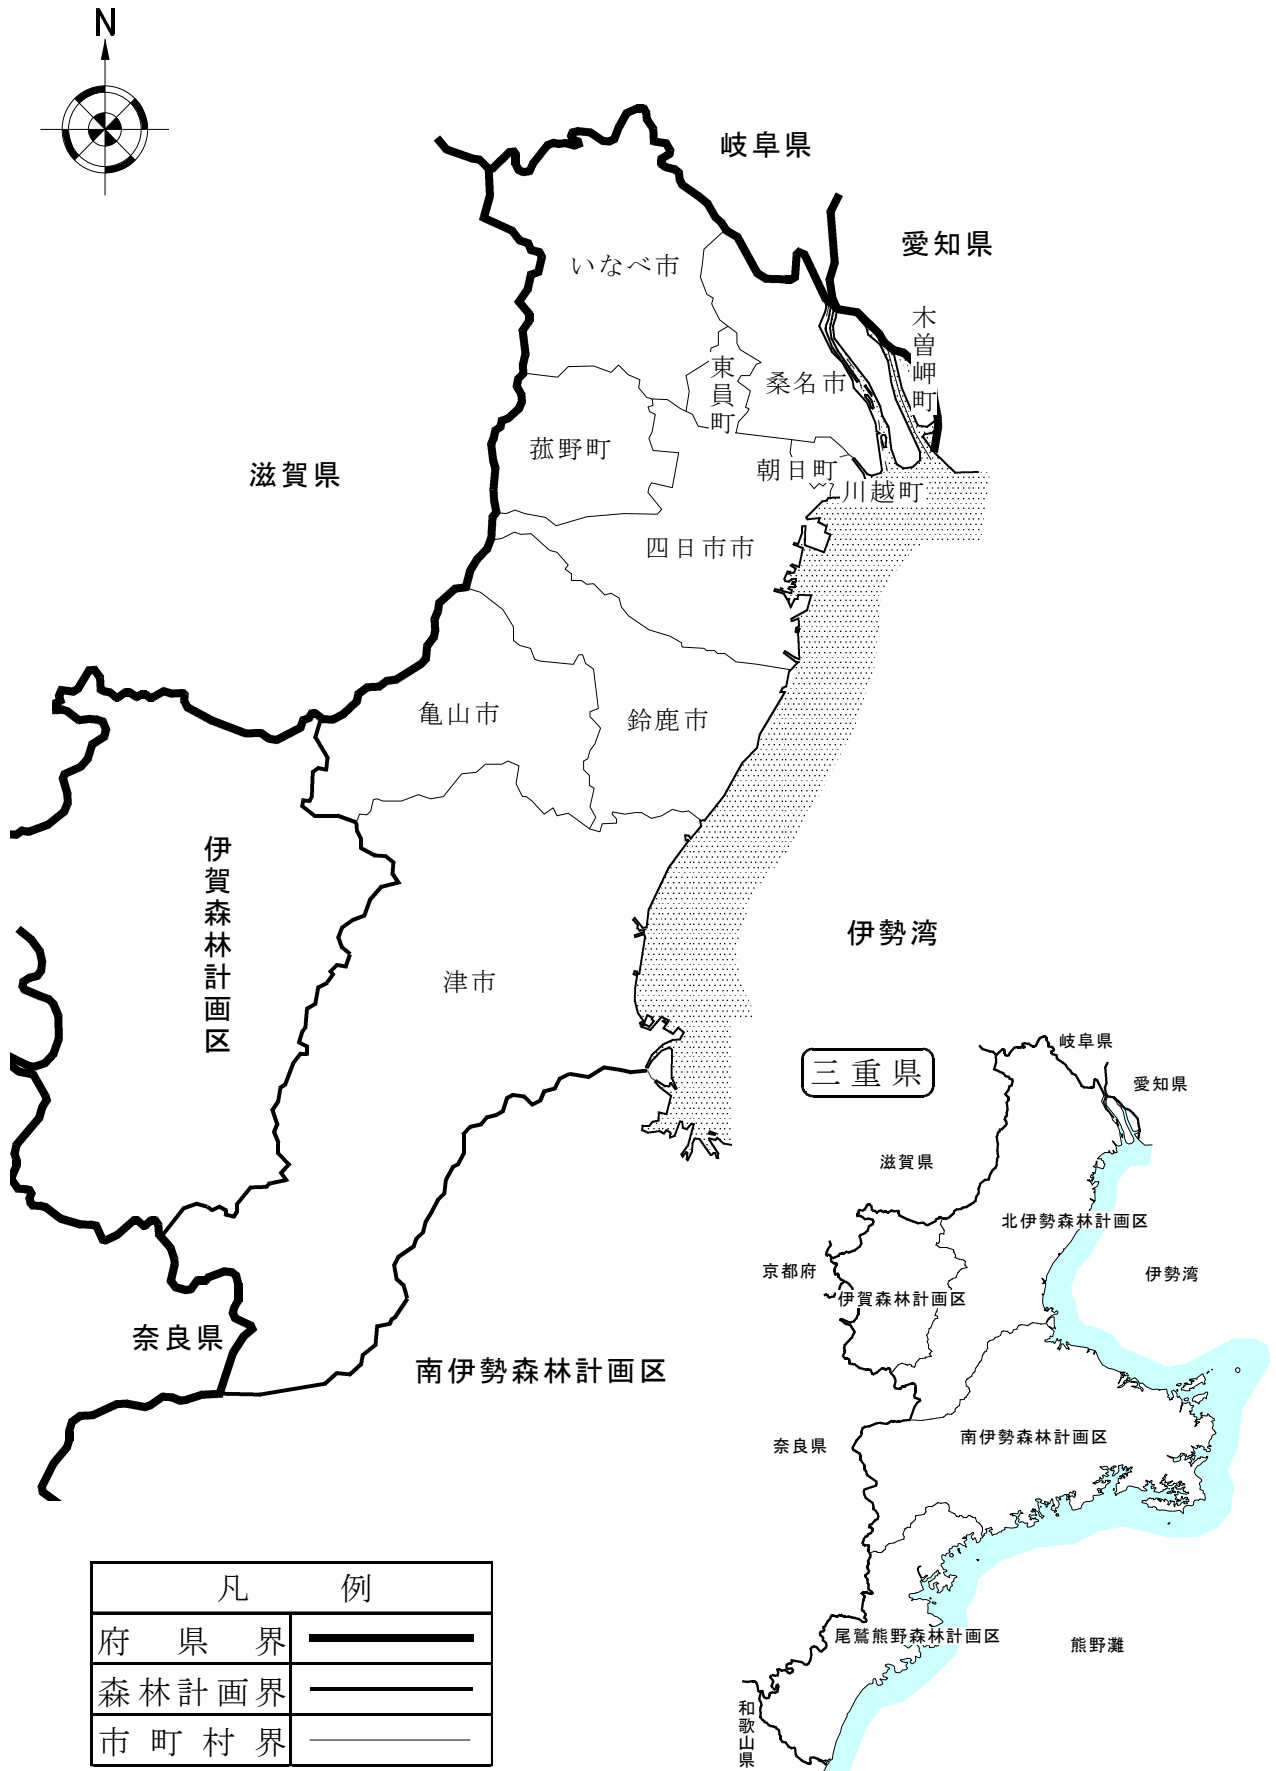 N
岐阜県
愛知県
いなべ市
木曽岬町
東員町
桑名市
菰野町
滋賀県
朝日町
川越町
四日市市
亀山市
鈴鹿市
伊賀森林計画区
伊勢湾
津市
三重県
岐阜県
愛知県
滋賀県
北伊勢森林計画区
京都府
伊勢湾
伊賀森林計画区
奈良県
南伊勢森林計画区
南伊勢森林計画区
奈良県
凡例
府県界
森林計画界
市町村界
尾鷲熊野森林計画区
熊野灘
和歌山県